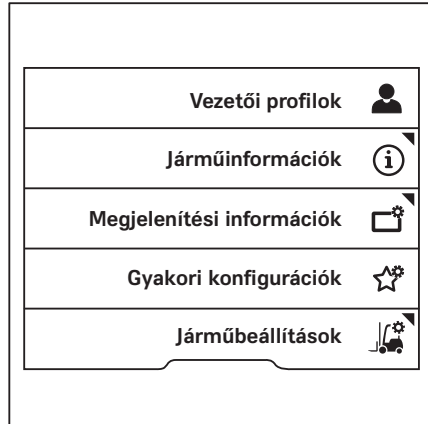 Vezetői profilok
Járműinformációk
Megjelenítési információk
Gyakori konfigurációk
Járműbeállítások